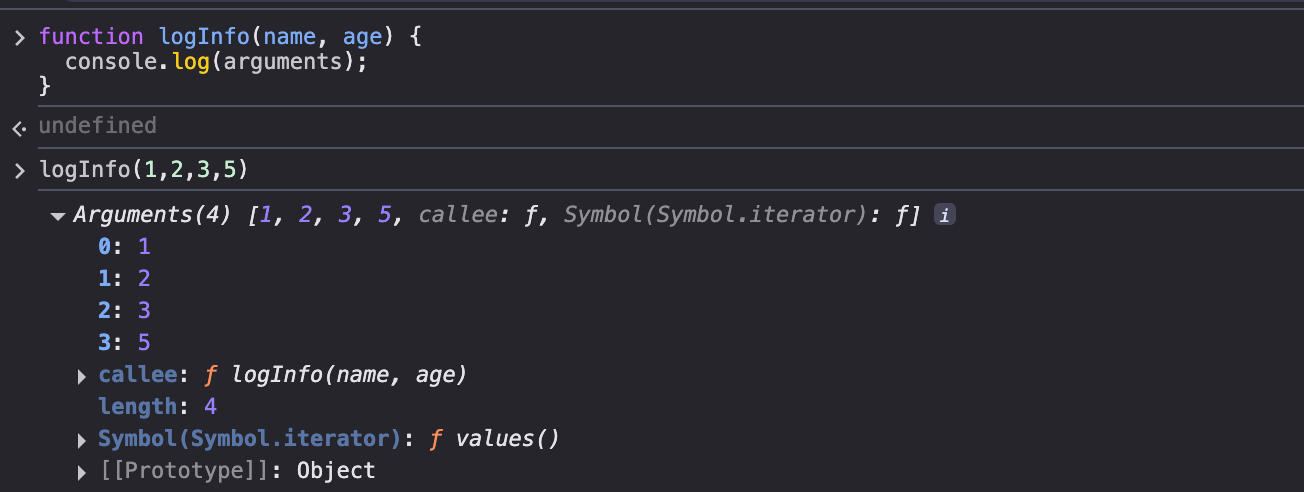 function logInfo(name, age) {
  console.log(arguments);
}
undefined
logInfo(1,2,3,5)
Arguments(4) [1, 2, 3, 5, callee: ƒ, Symbol(Symbol.iterator): ƒ] i
0: 1
1: 2
2: 3
3: 5
callee: ƒ logInfo(name, age)
length: 4
Symbol(Symbol.iterator): ƒ values()
[[Prototype]]: Object